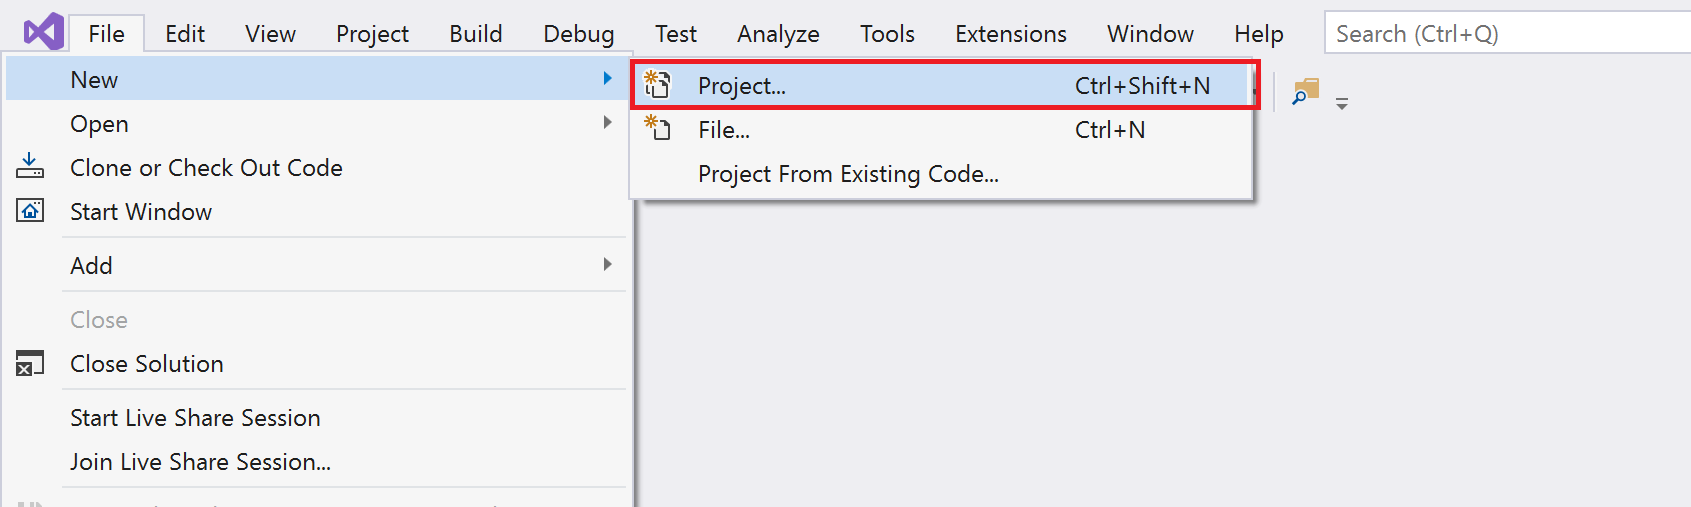 File Edit View Project Build Debug Test Analyze Tools Extensions Window Help Search (Ctrl+Q)
New
Project... Ctrl+Shift+N
Open
File... Ctrl+N
Clone or Check Out Code
Project From Existing Code...
Start Window
Add
Close
Close Solution
Start Live Share Session
Join Live Share Session...